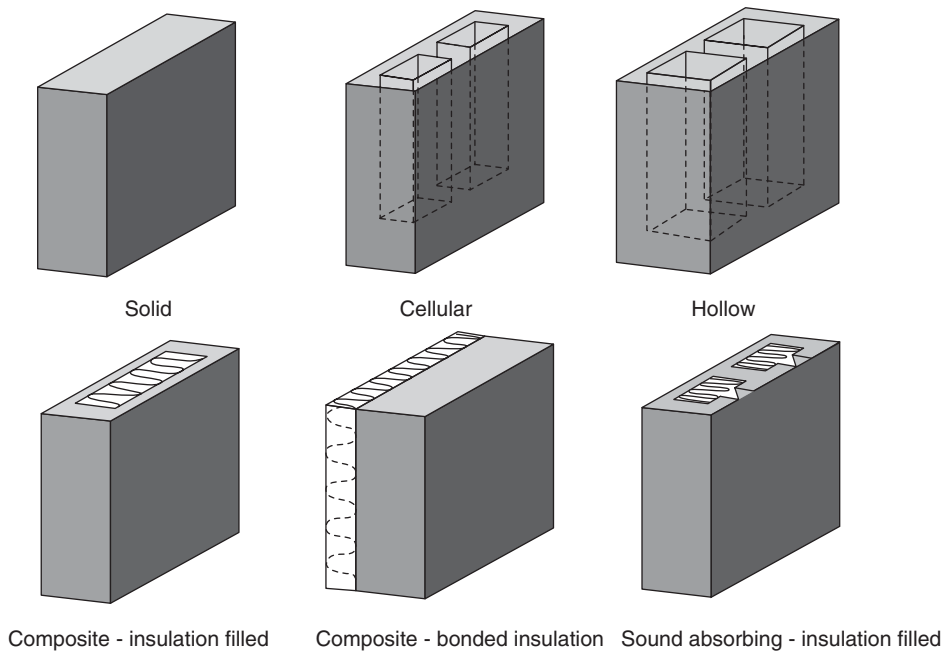 Solid
Cellular
Hollow
Composite - insulation filled
Composite - bonded insulation
Sound absorbing - insulation filled